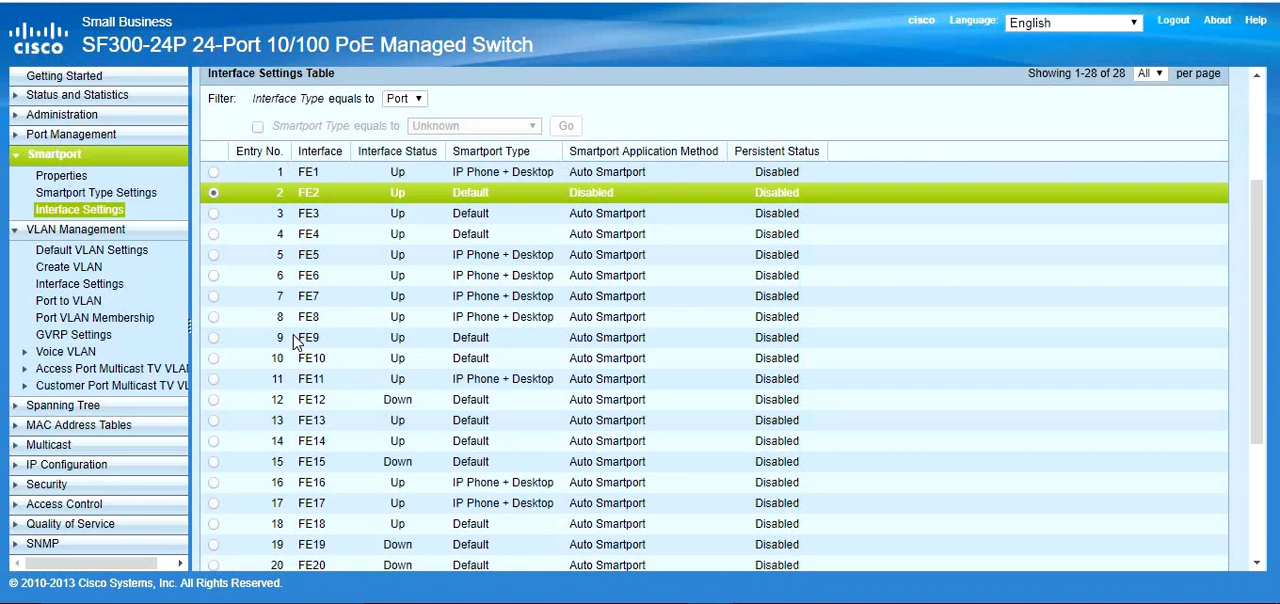 Small Business
cisco Language: English Logout About Help
cisco SF300-24P 24-Port 10/100 PoE Managed Switch
Getting Started
Status and Statistics
Administration
Port Management
Smartport
Properties
Smartport Type Settings
Interface Settings
VLAN Management
Default VLAN Settings
Create VLAN
Interface Settings
Port to VLAN
Port VLAN Membership
GVRP Settings
Voice VLAN
Access Port Multicast TV VLA
Customer Port Multicast TV VL
Spanning Tree
MAC Address Tables
Multicast
IP Configuration
Security
Access Control
Quality of Service
SNMP
Interface Settings Table Showing 1-28 of 28 All per page
Filter: Interface Type equals to Port
Smartport Type equals to Unknown Go
Entry No. Interface Interface Status Smartport Type Smartport Application Method Persistent Status
1 FE1 Up IP Phone + Desktop Auto Smartport Disabled
2 FE2 Up Default Disabled Disabled
3 FE3 Up Default Auto Smartport Disabled
4 FE4 Up Default Auto Smartport Disabled
5 FE5 Up IP Phone + Desktop Auto Smartport Disabled
6 FE6 Up IP Phone + Desktop Auto Smartport Disabled
7 FE7 Up IP Phone + Desktop Auto Smartport Disabled
8 FE8 Up IP Phone + Desktop Auto Smartport Disabled
9 FE9 Up Default Auto Smartport Disabled
10 FE10 Up Default Auto Smartport Disabled
11 FE11 Up IP Phone + Desktop Auto Smartport Disabled
12 FE12 Down Default Auto Smartport Disabled
13 FE13 Up Default Auto Smartport Disabled
14 FE14 Up Default Auto Smartport Disabled
15 FE15 Down Default Auto Smartport Disabled
16 FE16 Up IP Phone + Desktop Auto Smartport Disabled
17 FE17 Up IP Phone + Desktop Auto Smartport Disabled
18 FE18 Up Default Auto Smartport Disabled
19 FE19 Down Default Auto Smartport Disabled
20 FE20 Down Default Auto Smartport Disabled
© 2010-2013 Cisco Systems, Inc. All Rights Reserved.